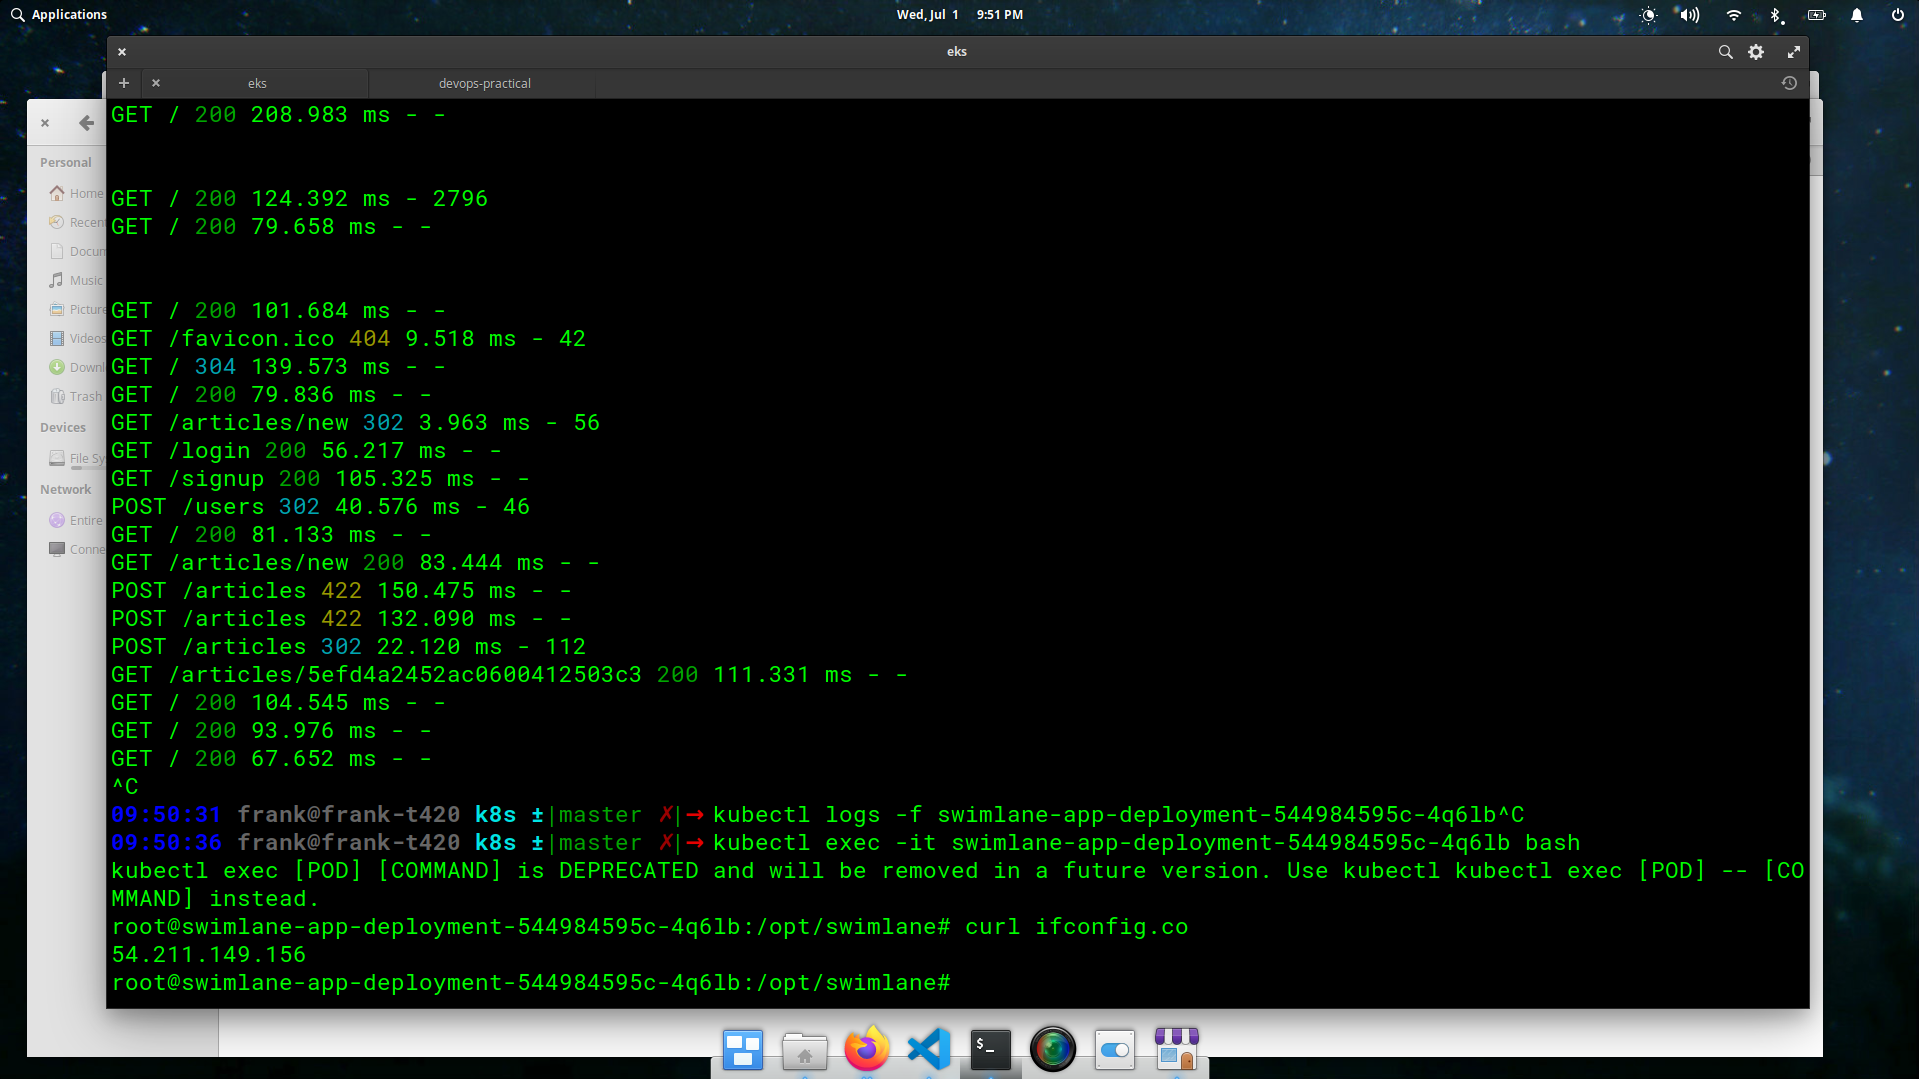 Applications
Wed, Jul 1 9:51 PM
eks
eks
devops-practical
Personal
Home
Recen
Docum
Music
Picture
Videos
Downl
Trash
Devices
File Sy
Network
Entire
Conne
GET / 200 208.983 ms - -
GET / 200 124.392 ms - 2796
GET / 200 79.658 ms - -
GET / 200 101.684 ms - -
GET /favicon.ico 404 9.518 ms - 42
GET / 304 139.573 ms - -
GET / 200 79.836 ms - -
GET /articles/new 302 3.963 ms - 56
GET /login 200 56.217 ms - -
GET /signup 200 105.325 ms - -
POST /users 302 40.576 ms - 46
GET / 200 81.133 ms - -
GET /articles/new 200 83.444 ms - -
POST /articles 422 150.475 ms - -
POST /articles 422 132.090 ms - -
POST /articles 302 22.120 ms - 112
GET /articles/5efd4a2452ac0600412503c3 200 111.331 ms - -
GET / 200 104.545 ms - -
GET / 200 93.976 ms - -
GET / 200 67.652 ms - -
^C
09:50:31 frank@frank-t420 k8s ±|master ✗|→ kubectl logs -f swimlane-app-deployment-544984595c-4q6lb^C
09:50:36 frank@frank-t420 k8s ±|master ✗|→ kubectl exec -it swimlane-app-deployment-544984595c-4q6lb bash
kubectl exec [POD] [COMMAND] is DEPRECATED and will be removed in a future version. Use kubectl kubectl exec [POD] -- [CO
MMAND] instead.
root@swimlane-app-deployment-544984595c-4q6lb:/opt/swimlane# curl ifconfig.co
54.211.149.156
root@swimlane-app-deployment-544984595c-4q6lb:/opt/swimlane#